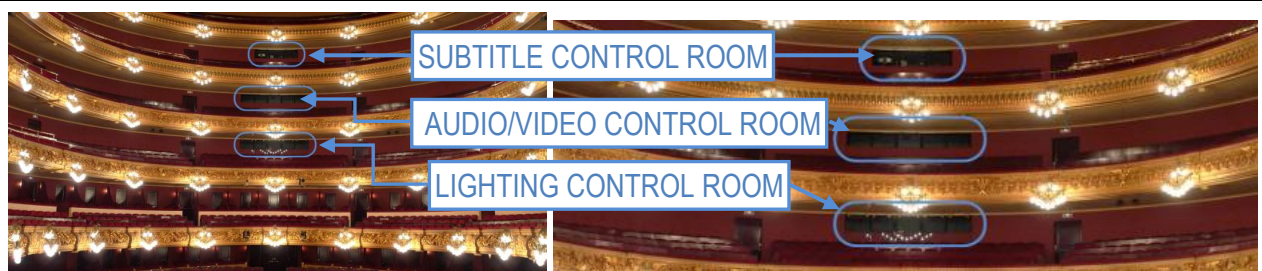 SUBTITLE CONTROL ROOM
AUDIO/VIDEO CONTROL ROOM
LIGHTING CONTROL ROOM